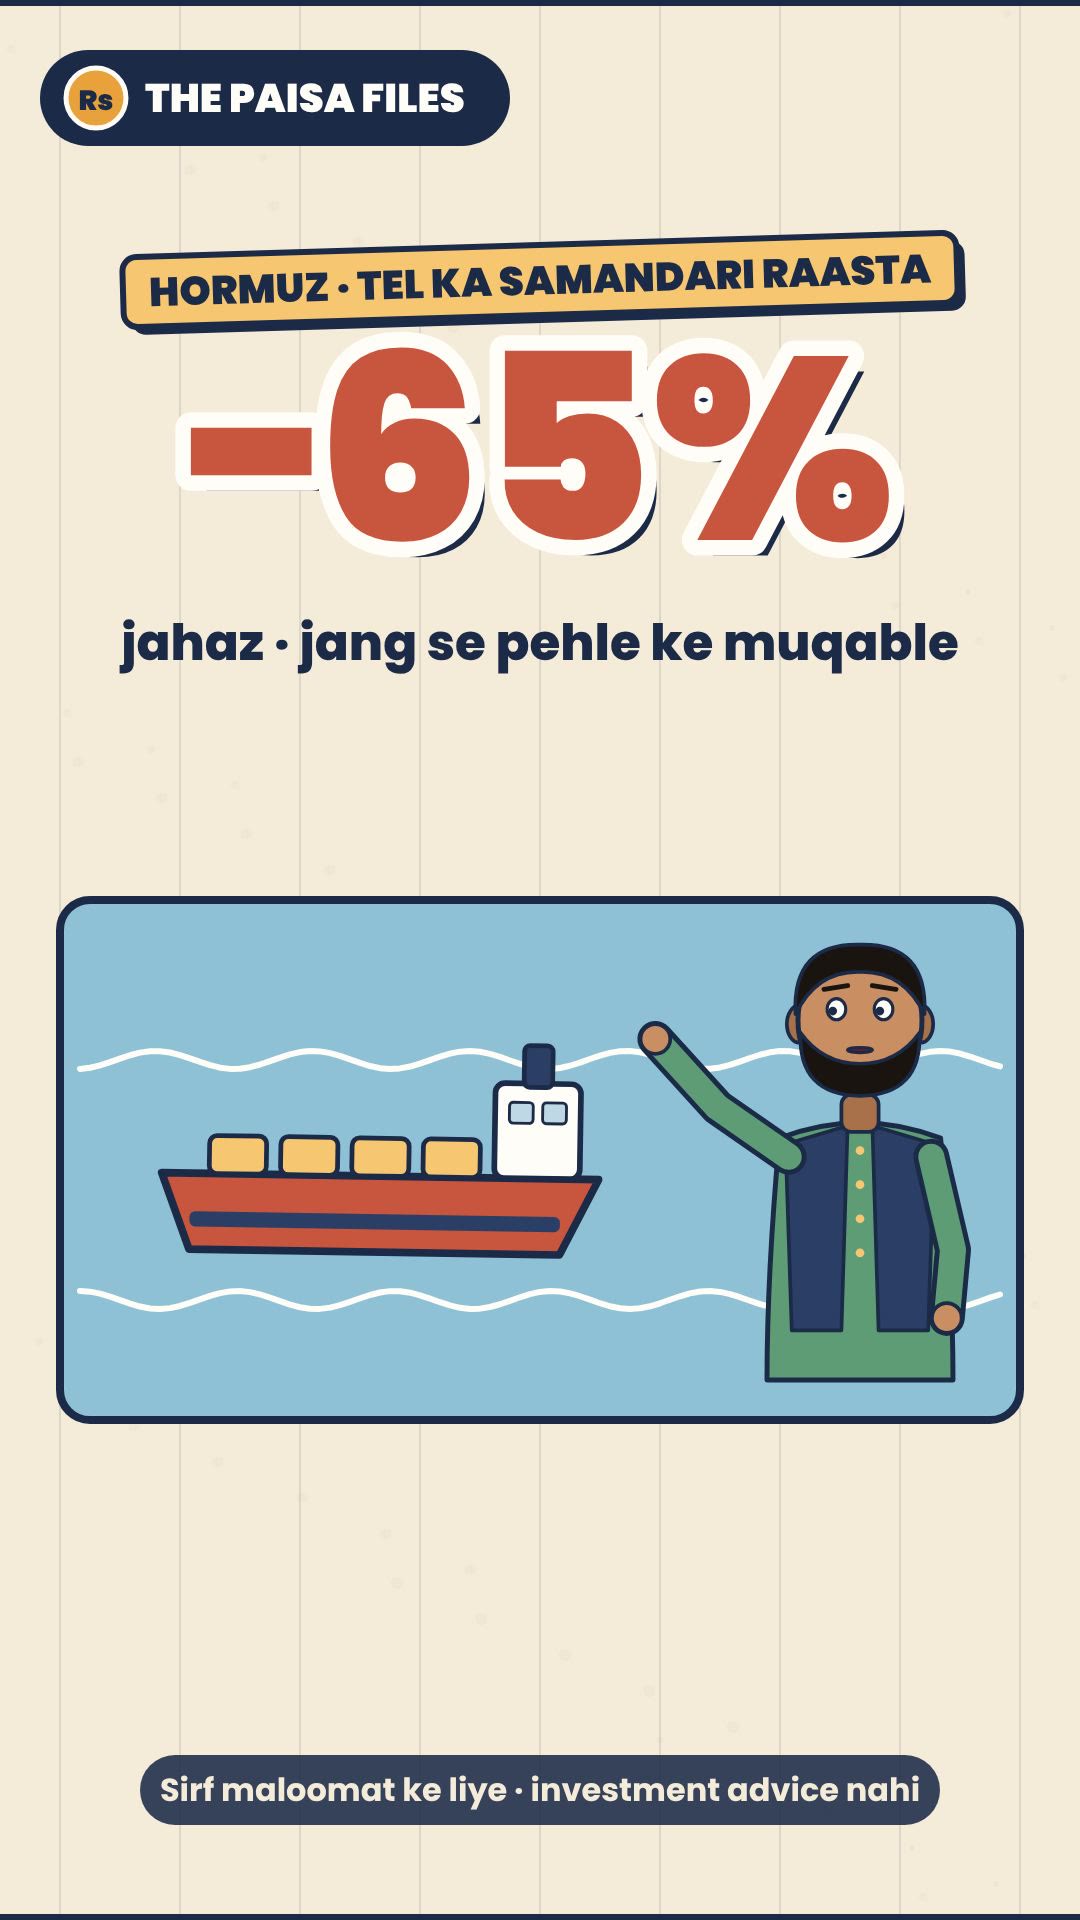 Rs THE PAISA FILES
HORMUZ · TEL KA SAMANDARI RAASTA
-65%
jahaz · jang se pehle ke muqable
Sirf maloomat ke liye · investment advice nahi